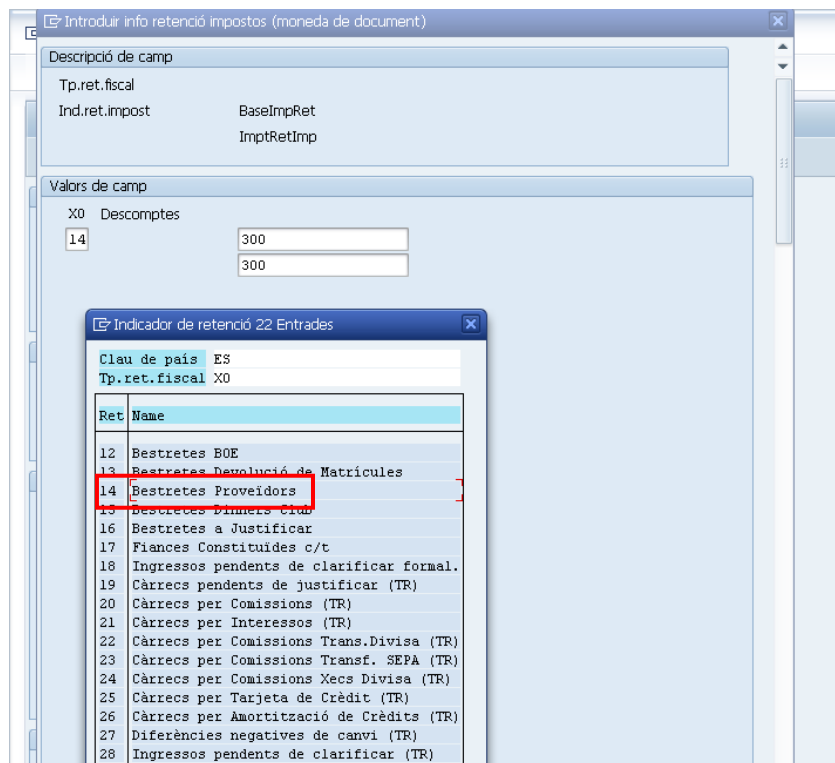 Introduir info retenció impostos (moneda de document)
Descripció de camp
Tp.ret.fiscal
Ind.ret.impost BaseImpRet
ImptRetImp
Valors de camp
X0 Descomptes
14 300
300
Indicador de retenció 22 Entrades
Clau de país ES
Tp.ret.fiscal X0
Ret Name
12 Bestretes BOE
13 Bestretes Devolució de Matrícules
14 Bestretes Proveïdors
15 Bestretes Dinners Club
16 Bestretes a Justificar
17 Fiances Constituïdes c/t
18 Ingressos pendents de clarificar formal.
19 Càrrecs pendents de justificar (TR)
20 Càrrecs per Comissions (TR)
21 Càrrecs per Interessos (TR)
22 Càrrecs per Comissions Trans.Divisa (TR)
23 Càrrecs per Comissions Transf. SEPA (TR)
24 Càrrecs per Comissions Xecs Divisa (TR)
25 Càrrecs per Tarjeta de Crèdit (TR)
26 Càrrecs per Amortització de Crèdits (TR)
27 Diferències negatives de canvi (TR)
28 Ingressos pendents de clarificar (TR)